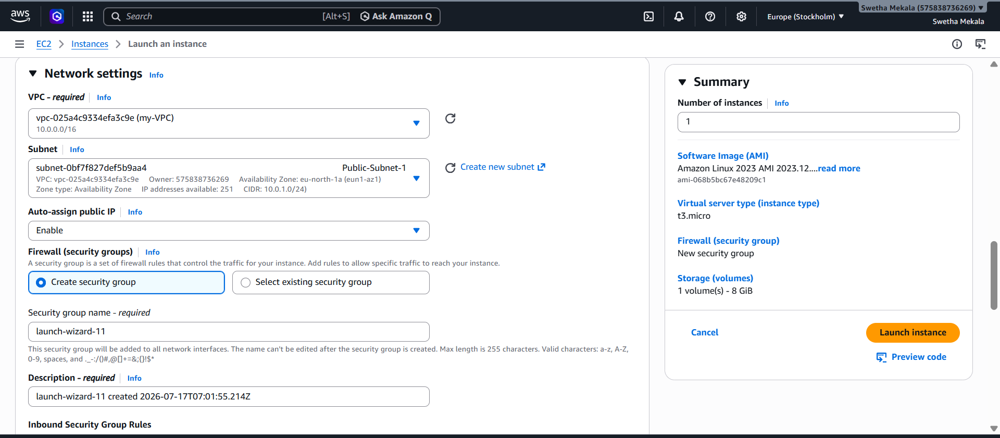 aws
Search [Alt+S] Ask Amazon Q
Europe (Stockholm)
Swetha Mekala (575838736269)
Swetha Mekala
EC2 > Instances > Launch an instance
Network settings Info
VPC - required Info
vpc-025a4c9334efa3c9e (my-VPC)
10.0.0.0/16
Subnet Info
subnet-0bf7f827def5b9aa4 Public-Subnet-1
VPC: vpc-025a4c9334efa3c9e Owner: 575838736269 Availability Zone: eu-north-1a (eun1-az1)
Zone type: Availability Zone IP addresses available: 251 CIDR: 10.0.1.0/24)
Create new subnet
Auto-assign public IP Info
Enable
Firewall (security groups) Info
A security group is a set of firewall rules that control the traffic for your instance. Add rules to allow specific traffic to reach your instance.
Create security group
Select existing security group
Security group name - required
launch-wizard-11
This security group will be added to all network interfaces. The name can't be edited after the security group is created. Max length is 255 characters. Valid characters: a-z, A-Z,
0-9, spaces, and ._-:/()#,@[]+=&;{}!$*
Description - required Info
launch-wizard-11 created 2026-07-17T07:01:55.214Z
Inbound Security Group Rules
Summary
Number of instances Info
1
Software Image (AMI)
Amazon Linux 2023 AMI 2023.12....read more
ami-068b5bc67e48209c1
Virtual server type (instance type)
t3.micro
Firewall (security group)
New security group
Storage (volumes)
1 volume(s) - 8 GiB
Cancel
Launch instance
Preview code